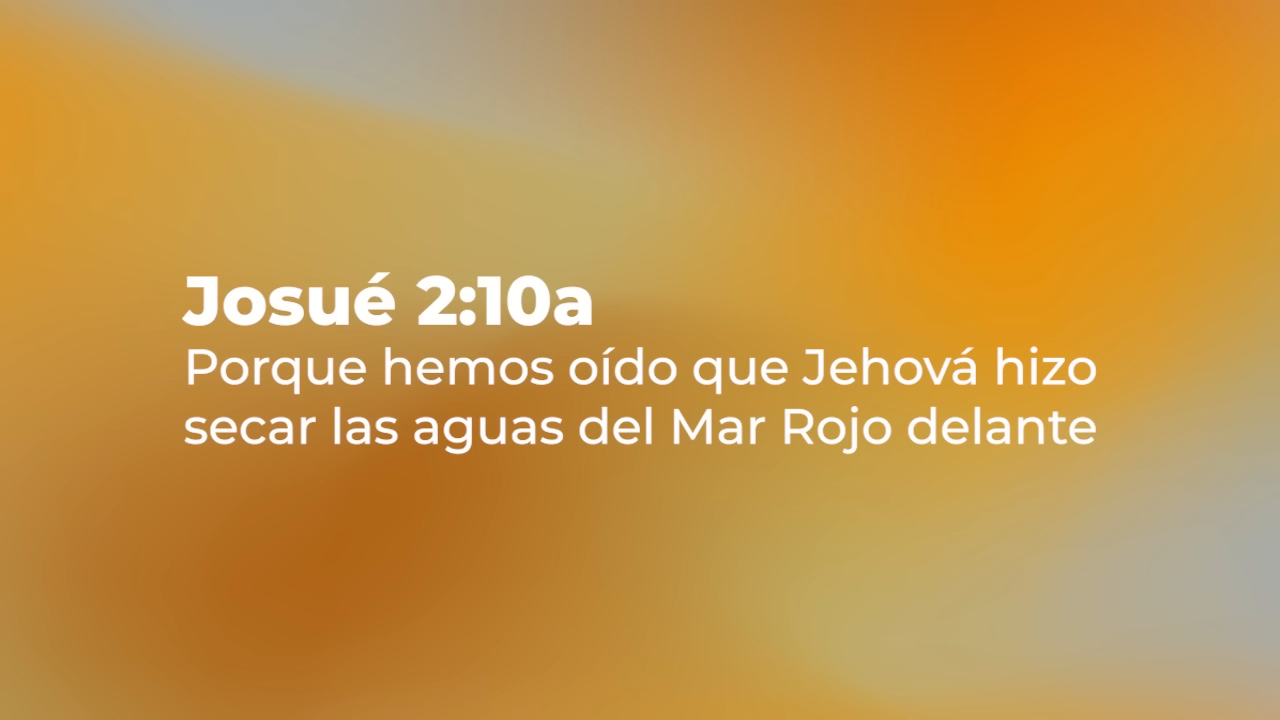 Josué 2:10a
Porque hemos oído que Jehová hizo
secar las aguas del Mar Rojo delante